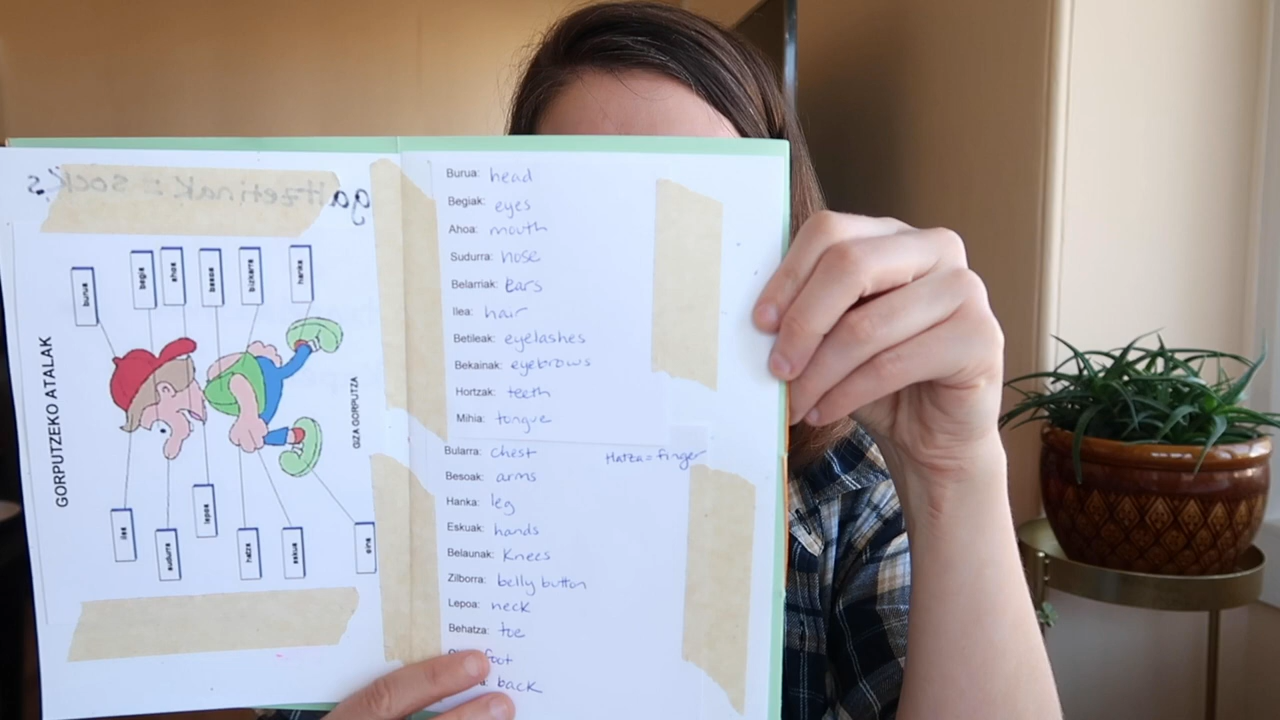 galtzetinak = socks
GORPUTZEKO ATALAK
burua
begia
ahoa
besoa
bizkarra
hanka
ilea
sudurra
lepoa
hatza
eskua
oina
GIZA GORPUTZA
Burua: head
Begiak: eyes
Ahoa: mouth
Sudurra: nose
Belarriak: Ears
Ilea: hair
Betileak: eyelashes
Bekainak: eyebrows
Hortzak: teeth
Mihia: tongue
Bularra: chest
Hatza = finger
Besoak: arms
Hanka: leg
Eskuak: hands
Belaunak: Knees
Zilborra: belly button
Lepoa: neck
Behatza: toe
foot
back